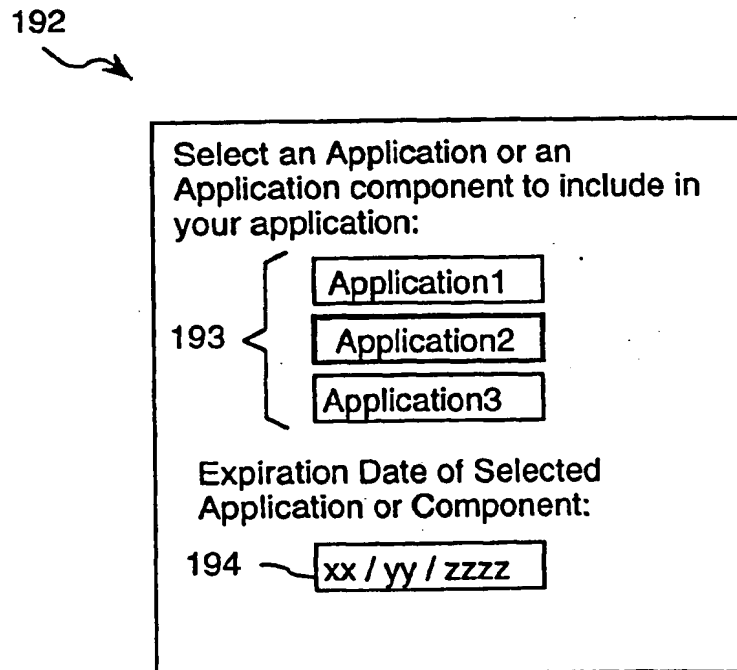 192
Select an Application or an
Application component to include in
your application:
Application1
193
Application2
Application3
Expiration Date of Selected
Application or Component:
194
xx / yy / zzzz